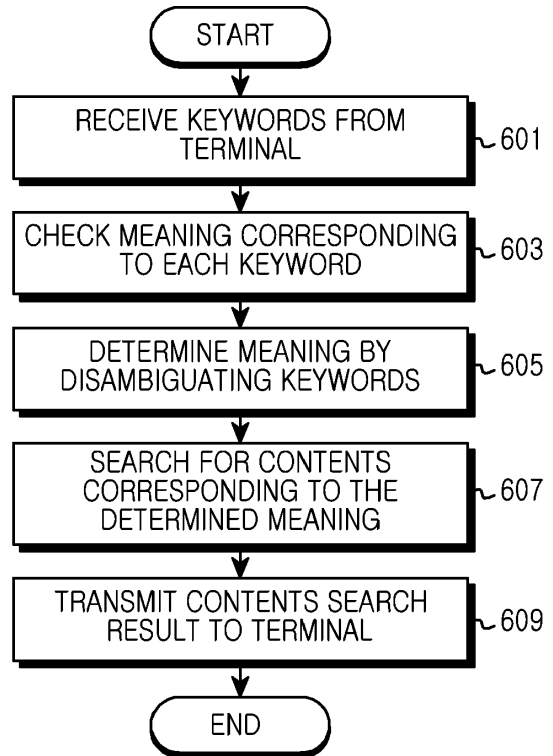 START
RECEIVE KEYWORDS FROM
TERMINAL
601
CHECK MEANING CORRESPONDING
TO EACH KEYWORD
603
DETERMINE MEANING BY
DISAMBIGUATING KEYWORDS
605
SEARCH FOR CONTENTS
CORRESPONDING TO THE
DETERMINED MEANING
607
TRANSMIT CONTENTS SEARCH
RESULT TO TERMINAL
609
END